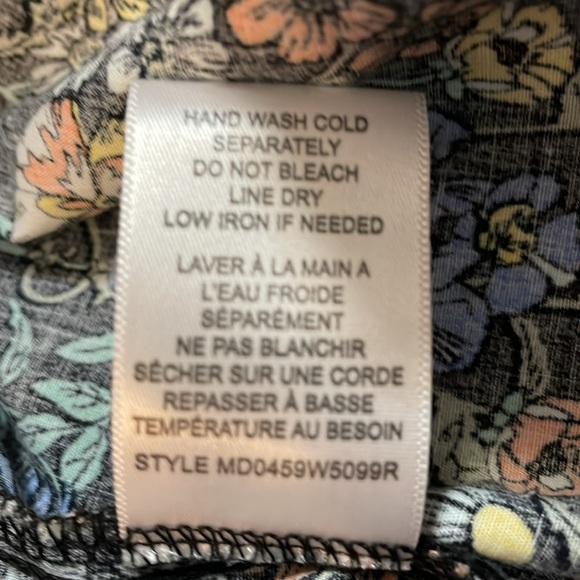 HAND WASH COLD
SEPARATELY
DO NOT BLEACH
LINE DRY
LOW IRON IF NEEDED
LAVER À LA MAIN A
L'EAU FROIDE
SÉPARÉMENT
NE PAS BLANCHIR
SÉCHER SUR UNE CORDE
REPASSER À BASSE
TEMPÉRATURE AU BESOIN
STYLE MD0459W5099R